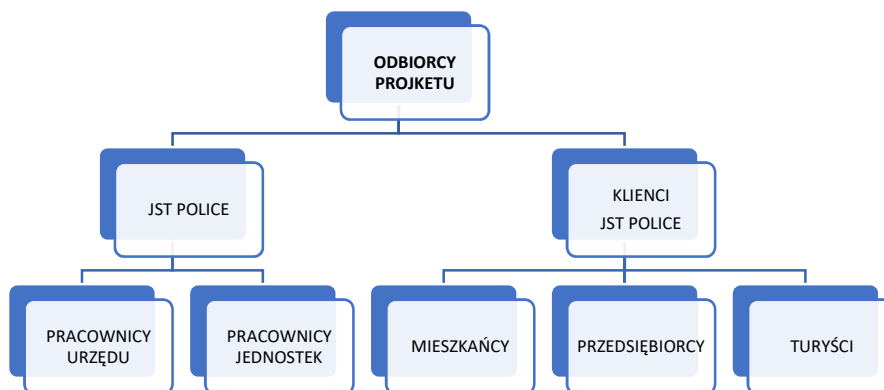 ODBIORCY
PROJKETU
JST POLICE
KLIENCI
JST POLICE
PRACOWNICY
URZĘDU
PRACOWNICY
JEDNOSTEK
MIESZKAŃCY
PRZEDSIĘBIORCY
TURYŚCI